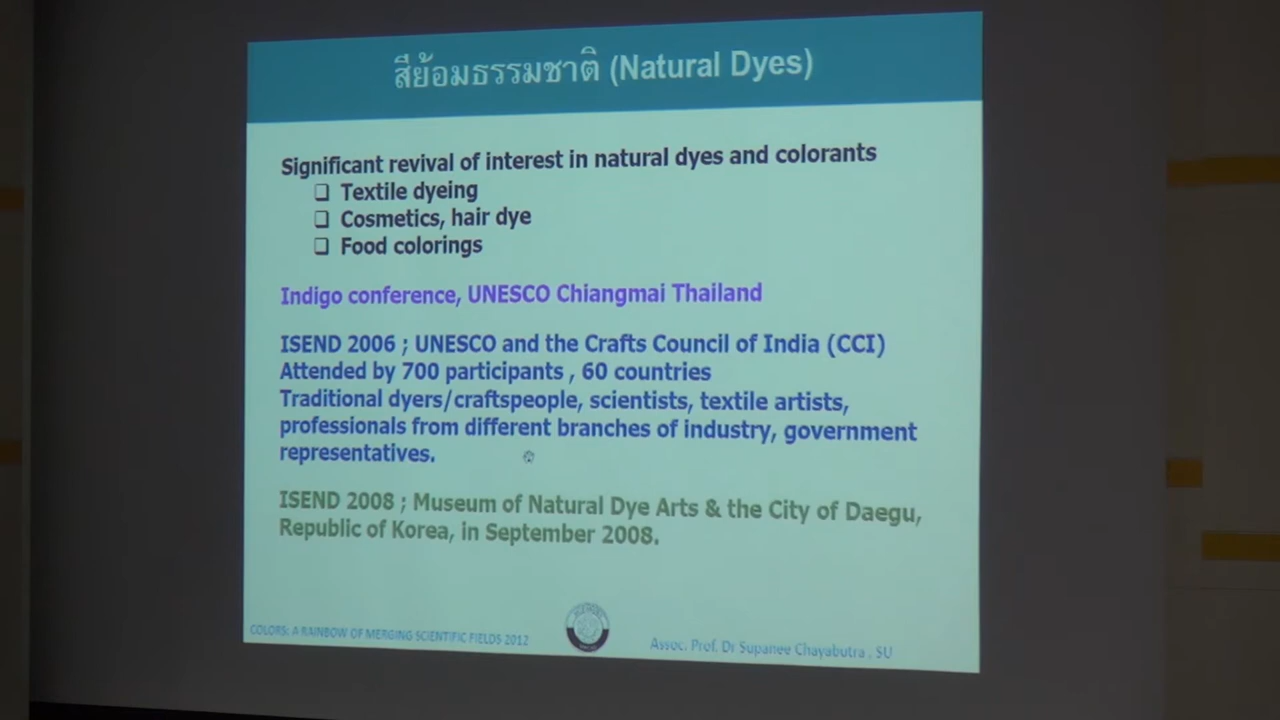 สีย้อมธรรมชาติ (Natural Dyes)
Significant revival of interest in natural dyes and colorants
❑ Textile dyeing
❑ Cosmetics, hair dye
❑ Food colorings
Indigo conference, UNESCO Chiangmai Thailand
ISEND 2006 ; UNESCO and the Crafts Council of India (CCI)
Attended by 700 participants , 60 countries
Traditional dyers/craftspeople, scientists, textile artists,
professionals from different branches of industry, government
representatives.
ISEND 2008 ; Museum of Natural Dye Arts & the City of Daegu,
Republic of Korea, in September 2008.
COLORS: A RAINBOW OF MERGING SCIENTIFIC FIELDS 2012
Assoc. Prof. Dr Supanee Chayabutra , SU